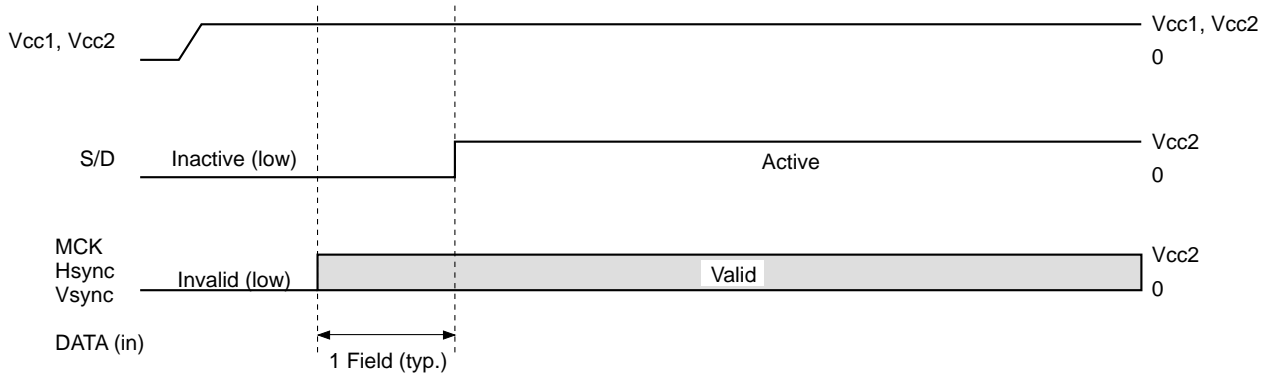 Vcc1, Vcc2
Vcc1, Vcc2
0
S/D
Inactive (low)
Active
Vcc2
0
MCK
Hsync
Vsync
Invalid (low)
Valid
Vcc2
0
DATA (in)
1 Field (typ.)